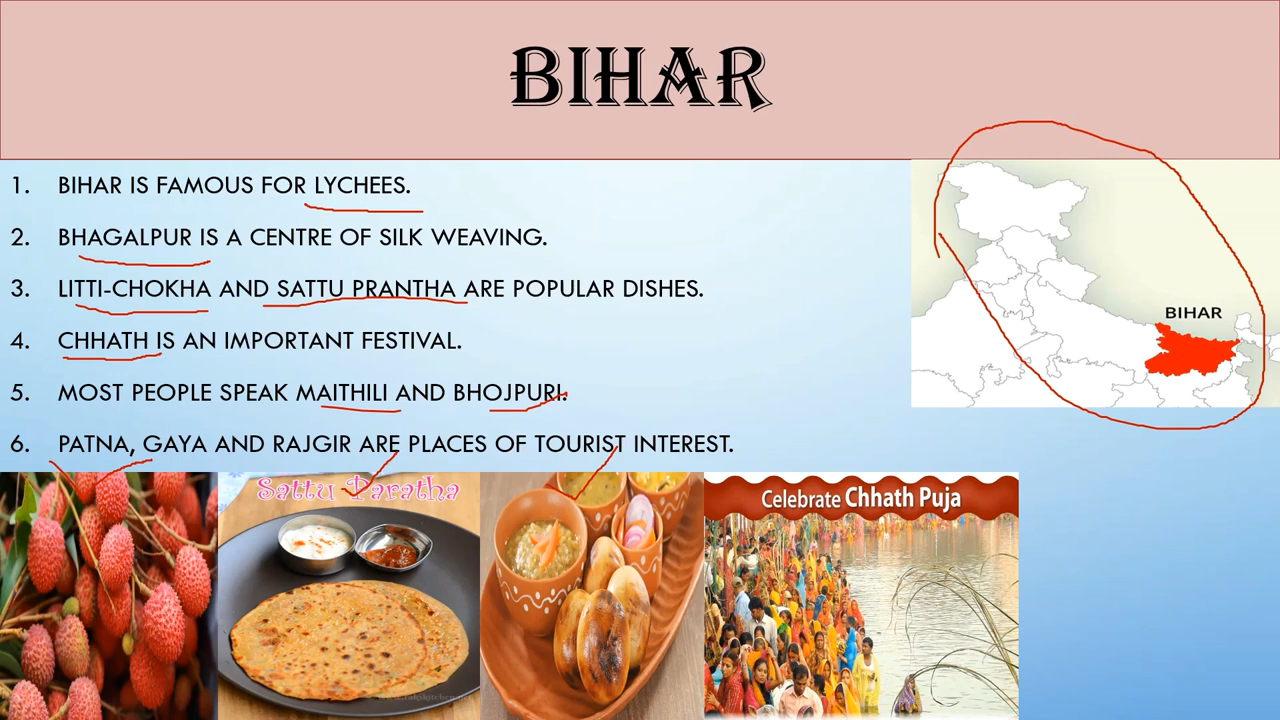 BIHAR
1. BIHAR IS FAMOUS FOR LYCHEES.
2. BHAGALPUR IS A CENTRE OF SILK WEAVING.
3. LITTI-CHOKHA AND SATTU PRANTHA ARE POPULAR DISHES.
4. CHHATH IS AN IMPORTANT FESTIVAL.
5. MOST PEOPLE SPEAK MAITHILI AND BHOJPURI.
6. PATNA, GAYA AND RAJGIR ARE PLACES OF TOURIST INTEREST.
BIHAR
Sattu Paratha
Celebrate Chhath Puja